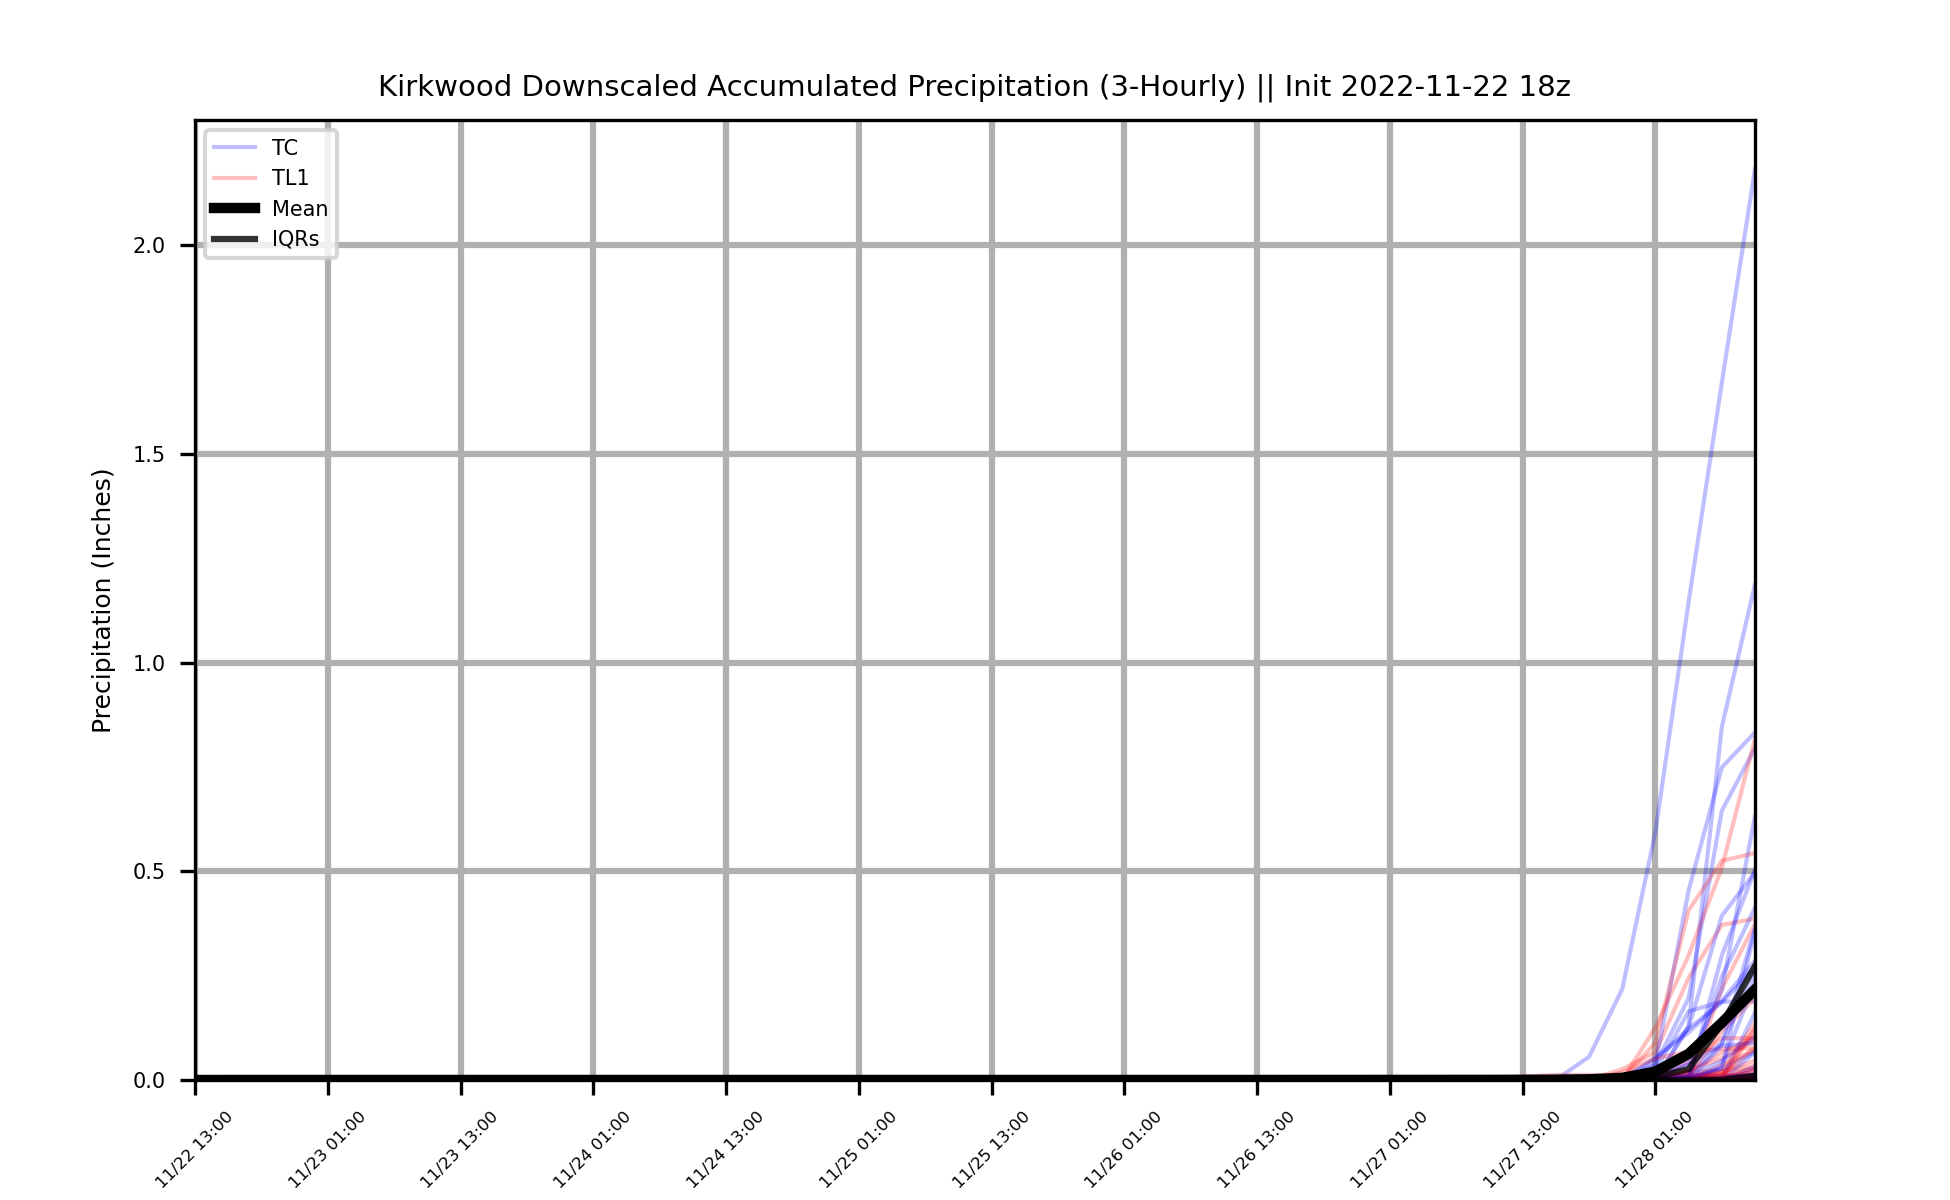 Kirkwood Downscaled Accumulated Precipitation (3-Hourly) || Init 2022-11-22 18z
TC
TL1
Mean
IQRs
Precipitation (Inches)
2.0
1.5
1.0
0.5
0.0
11/22 13:00
11/23 01:00
11/23 13:00
11/24 01:00
11/24 13:00
11/25 01:00
11/25 13:00
11/26 01:00
11/26 13:00
11/27 01:00
11/27 13:00
11/28 01:00